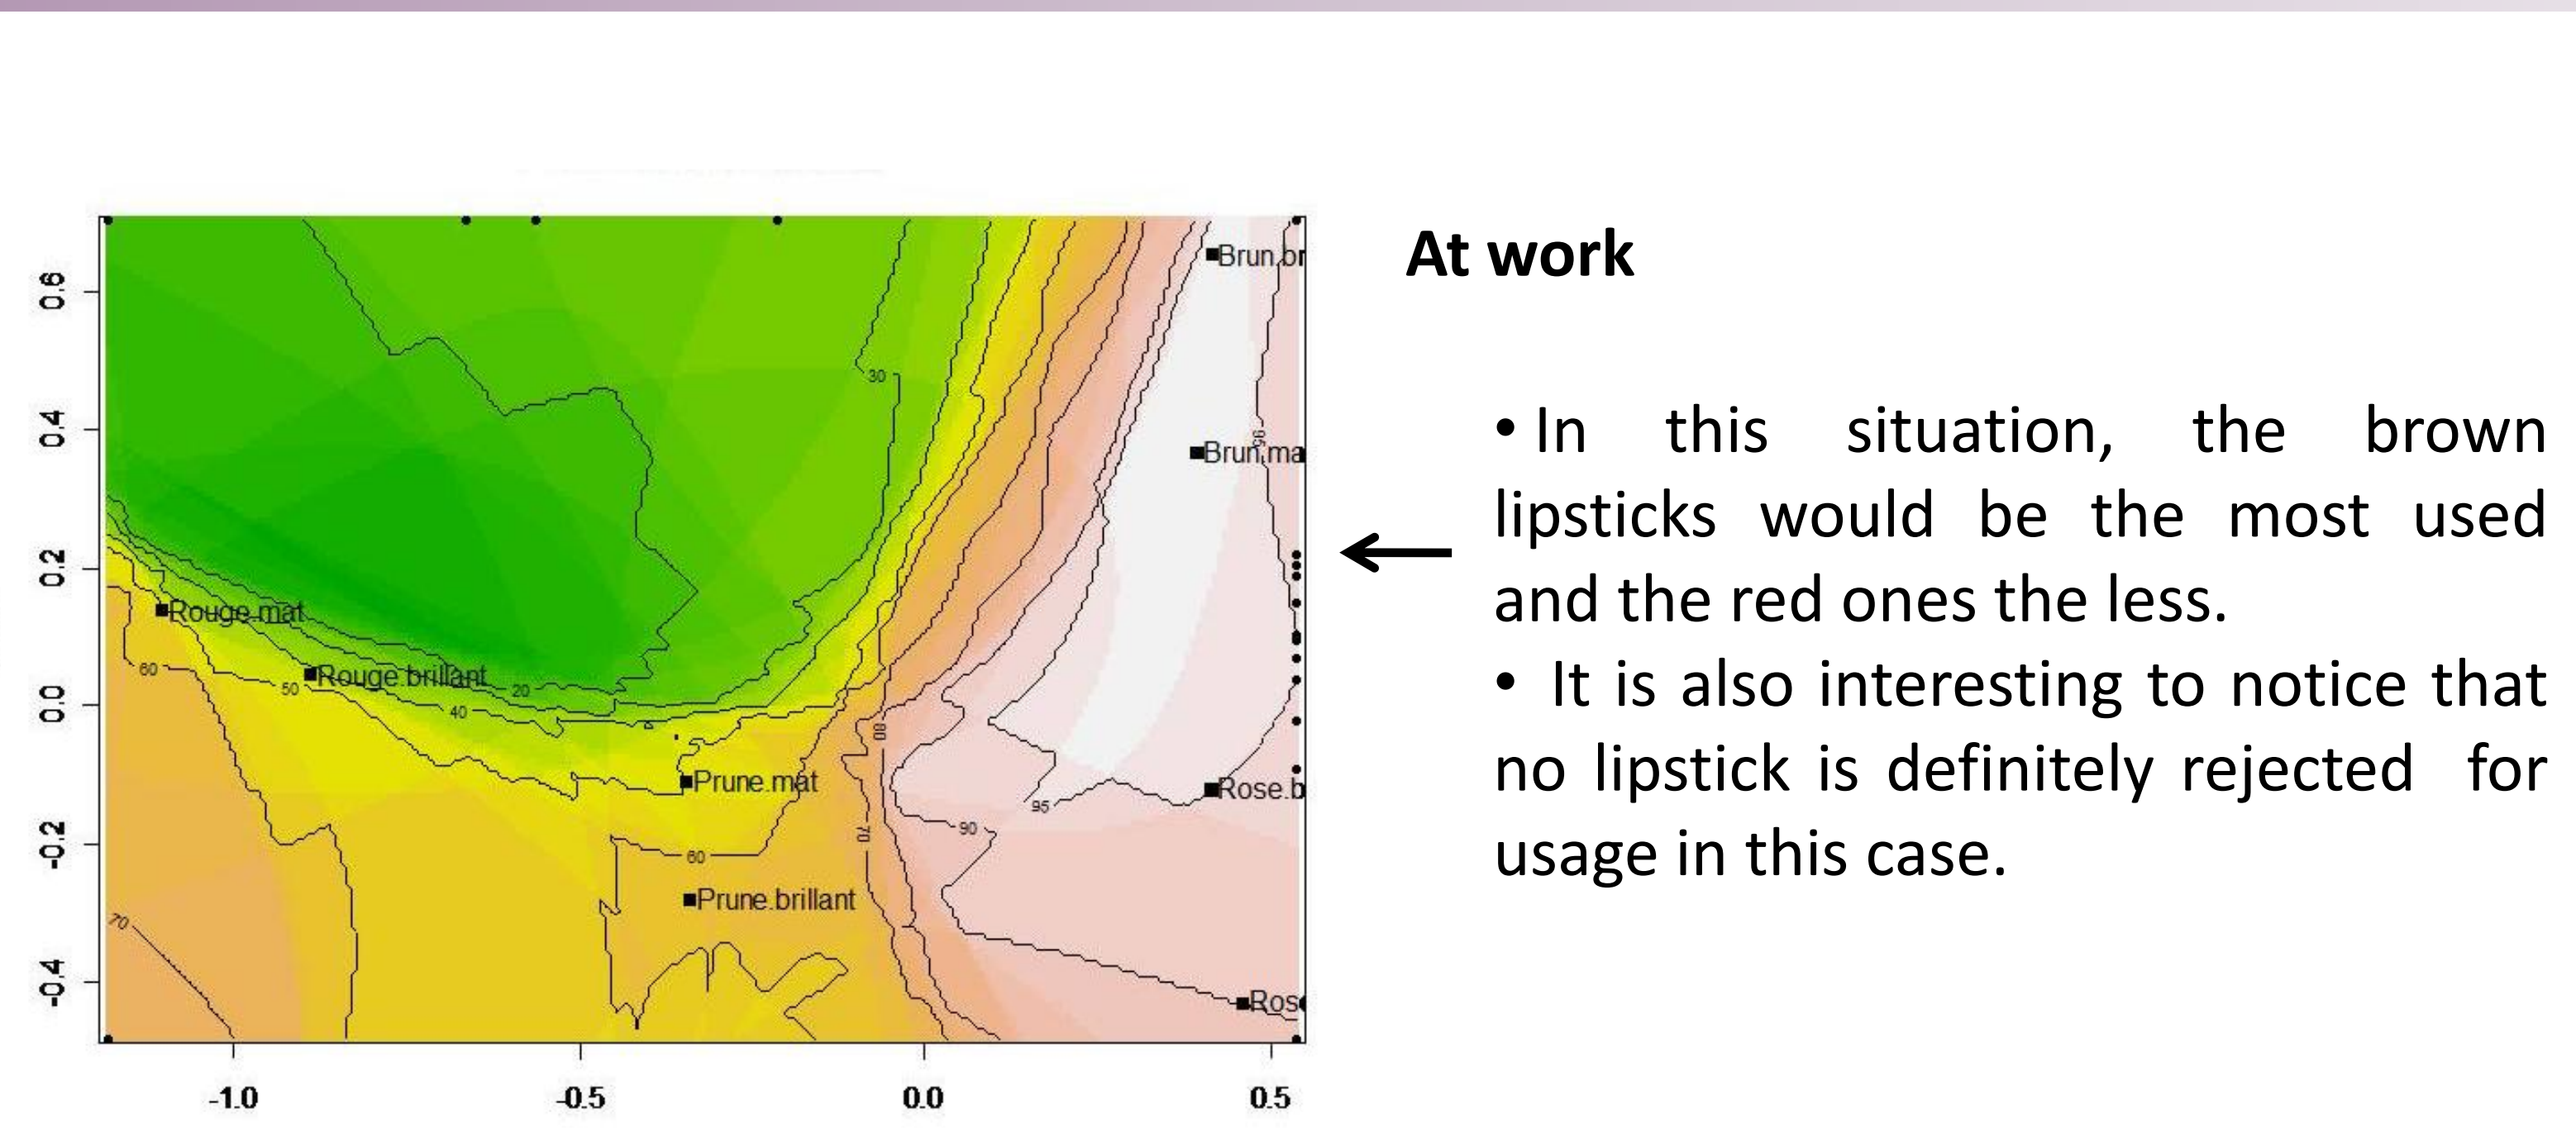 At work
• In this situation, the brown
lipsticks would be the most used
and the red ones the less.
• It is also interesting to notice that
no lipstick is definitely rejected for
usage in this case.
0.6
0.4
0.2
0.0
-0.2
-0.4
-1.0
-0.5
0.0
0.5
Brun.br
30
Brun.ma
95
Rouge.mat
60
Rouge.brillant
50
20
40
80
Prune.mat
Rose.b
95
90
70
60
Prune.brillant
70
Ros